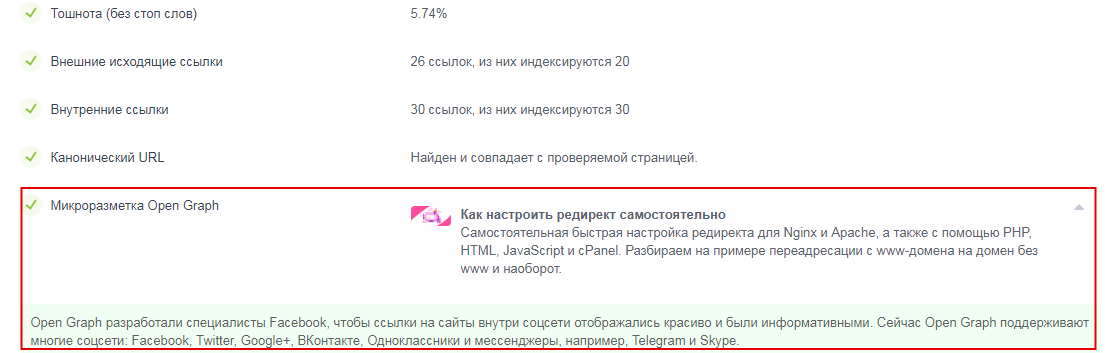 Тошнота (без стоп слов) 5.74%
Внешние исходящие ссылки 26 ссылок, из них индексируются 20
Внутренние ссылки 30 ссылок, из них индексируются 30
Канонический URL Найден и совпадает с проверяемой страницей.
Микроразметка Open Graph
Как настроить редирект самостоятельно
Самостоятельная быстрая настройка редиректа для Nginx и Apache, а также с помощью PHP,
HTML, JavaScript и cPanel. Разбираем на примере переадресации с www-домена на домен без
www и наоборот.
Open Graph разработали специалисты Facebook, чтобы ссылки на сайты внутри соцсети отображались красиво и были информативными. Сейчас Open Graph поддерживают
многие соцсети: Facebook, Twitter, Google+, ВКонтакте, Одноклассники и мессенджеры, например, Telegram и Skype.